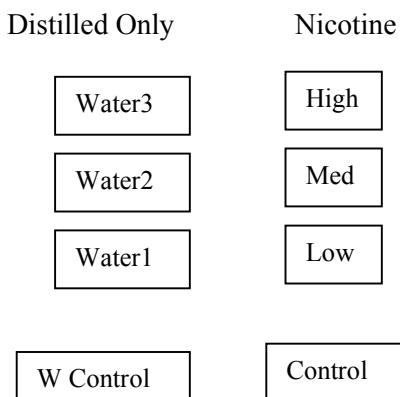 Distilled Only Nicotine
Water3 High
Water2 Med
Water1 Low
W Control Control